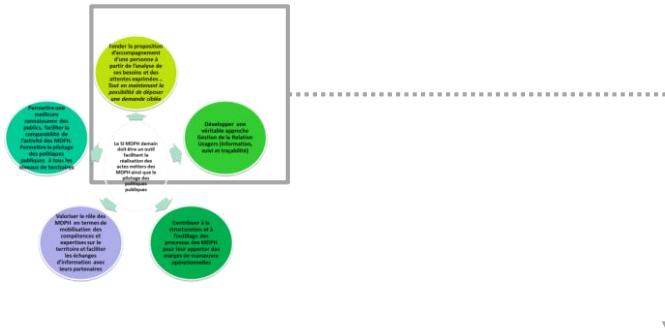 Fonder la proposition
d'accompagnement
d'une personne à
partir de l'analyse de
ses besoins et des
attentes exprimées ..
Tout en maintenant la
possibilité de déposer
une demande ciblée
Développer une
véritable approche
Gestion de la Relation
Usagers (information,
suivi et traçabilité)
Contribuer à la
structuration et à
l'outillage des
processus des MDPH
pour leur apporter des
marges de manœuvre
opérationnelles
Valoriser le rôle des
MDPH en termes de
mobilisation des
compétences et
expertises sur le
territoire et faciliter
les échanges
d'information avec
leurs partenaires
Permettre une
meilleure
connaissance des
publics, faciliter la
comparabilité de
l'activité des MDPH.
Permettre le pilotage
des politiques
publiques à tous les
niveaux de territoires
Le SI MDPH demain
doit être un outil
facilitant la
réalisation des
actes métiers des
MDPH ainsi que le
pilotage des
politiques
publiques